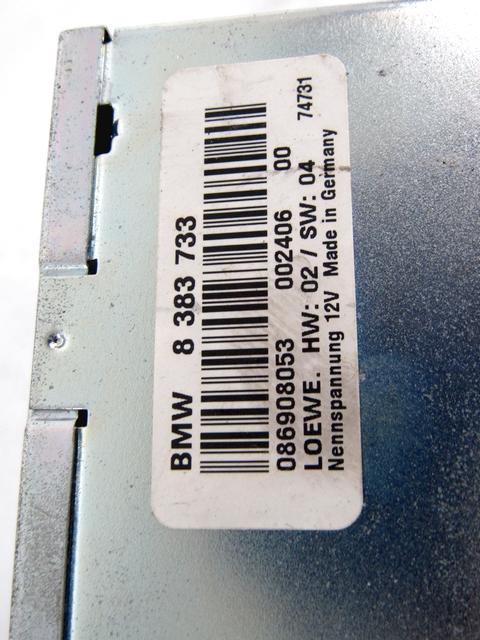 BMW 8 383 733
086908053 002406 00
LOEWE. HW: 02 / SW: 04
Nennspannung 12V Made in Germany 74731